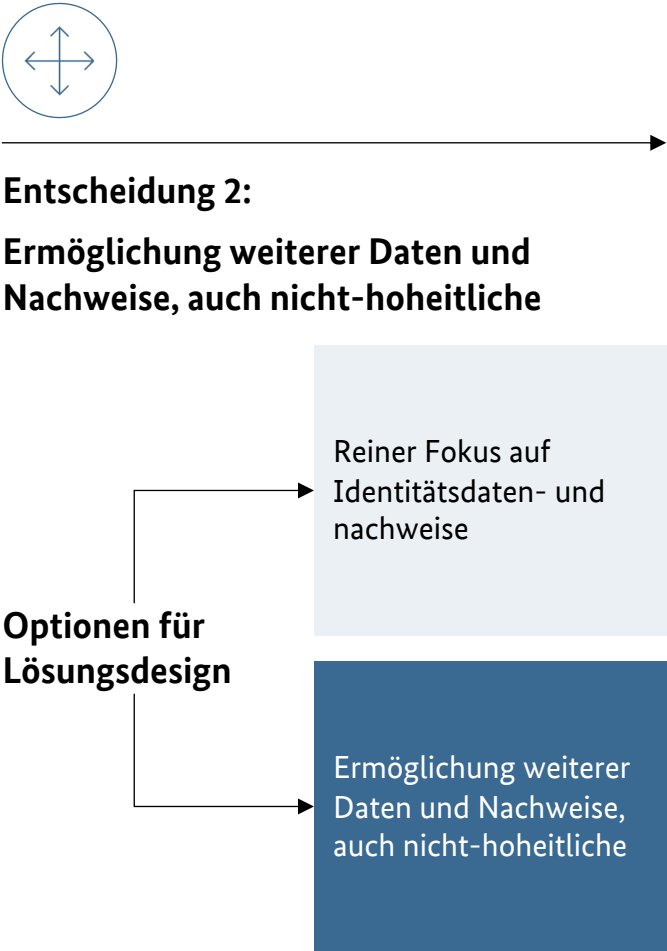 Entscheidung 2:
Ermöglichung weiterer Daten und
Nachweise, auch nicht-hoheitliche
Reiner Fokus auf
Identitätsdaten- und
nachweise
Optionen für
Lösungsdesign
Ermöglichung weiterer
Daten und Nachweise,
auch nicht-hoheitliche